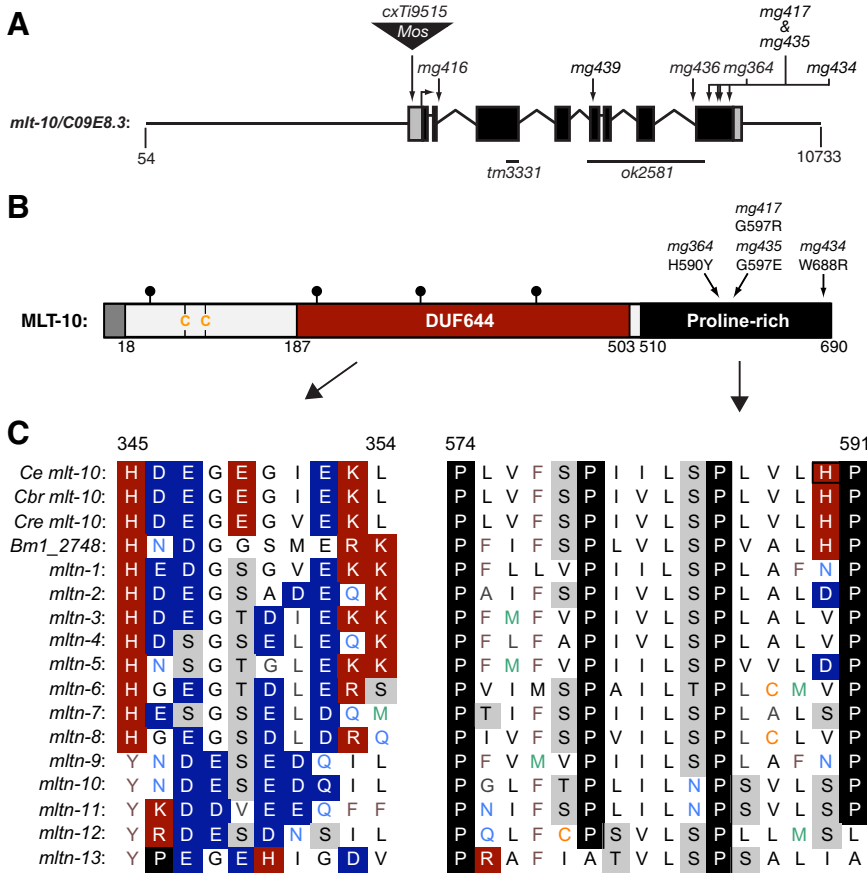 A
cxTi9515
Mos
mg417
&
mg435
mg416
mg439
mg436
mg364
mg434
mlt-10/C09E8.3:
54
10733
tm3331
ok2581
B
mg417
G597R
mg364
H590Y
mg435
G597E
mg434
W688R
MLT-10:
C C
DUF644
Proline-rich
18
187
503
510
690
C
345 354 574 591
Ce mlt-10: H D E G E G I E K L P L V F S P I I L S P L V L H P
Cbr mlt-10: H D E G E G I E K L P L V F S P I V L S P L V L H P
Cre mlt-10: H D E G E G V E K L P L V F S P I V L S P L V L H P
Bm1_2748: H N D G G S M E R K P F I F S P L V L S P V A L H P
mltn-1: H E D G S G V E K K P F L L V P I I L S P L A F N P
mltn-2: H D E G S A D E Q K P A I F S P I V L S P L A L D P
mltn-3: H D E G T D I E K K P F M F V P I V L S P L A L V P
mltn-4: H D S G S E L E Q K P F L F A P I V L S P L A L V P
mltn-5: H N S G T G L E K K P F M F V P I I L S P V V L D P
mltn-6: H G E G T D L E R S P V I M S P A I L T P L C M V P
mltn-7: H E S G S E L D Q M P T I F S P I I L S P L A L S P
mltn-8: H G E G S D L D R Q P I V F S P V I L S P L C L V P
mltn-9: Y N D E S E D Q I L P F V M V P I I L S P L A F N P
mltn-10: Y N D E S E D Q I L P G L F T P L I L N P S V L S P
mltn-11: Y K D D V E E Q F F P N I F S P L I L N P S V L S P
mltn-12: Y R D E S D N S I L P Q L F C P S V L S P L L M S L
mltn-13: Y P E G E H I G D V P R A F I A T V L S P S A L I A